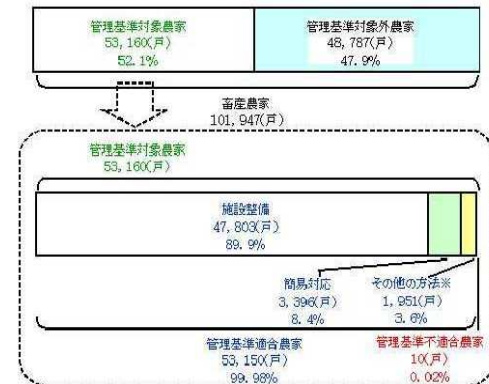 管理基準対象農家
53,160(戸)
52.1%
管理基準対象外農家
48,787(戸)
47.9%
畜産農家
101,947(戸)
管理基準対象農家
53,160(戸)
施設整備
47,803(戸)
89.9%
簡易対応
3,396(戸)
8.4%
その他の方法※
1,951(戸)
3.6%
管理基準適合農家
53,150(戸)
99.98%
管理基準不適合農家
10(戸)
0.02%